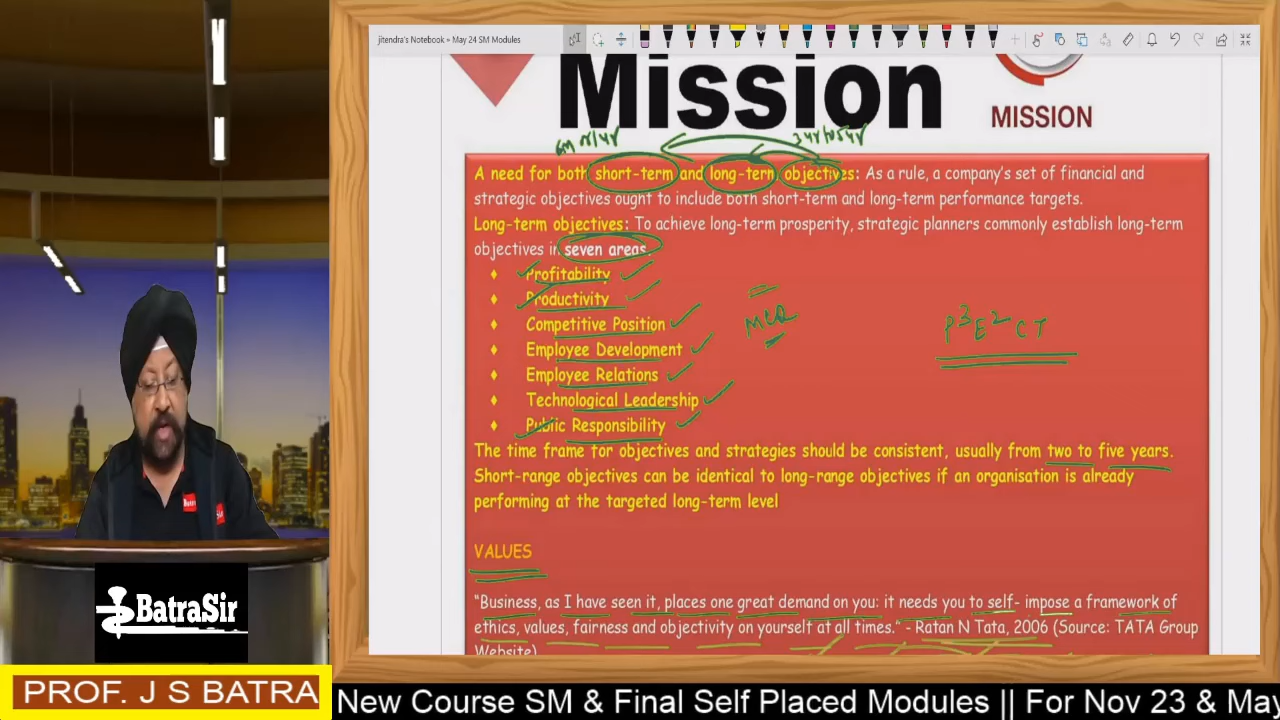 jitendra's Notebook » May 24 SM Modules
Mission
MISSION
6M or 1yr
3yr to 5yr
A need for both short-term and long-term objectives: As a rule, a company's set of financial and
strategic objectives ought to include both short-term and long-term performance targets.
Long-term objectives: To achieve long-term prosperity, strategic planners commonly establish long-term
objectives in seven areas.
♦ Profitability
♦ Productivity
♦ Competitive Position
♦ Employee Development
♦ Employee Relations
♦ Technological Leadership
♦ Public Responsibility
MCQ
P³E²CT
The time frame for objectives and strategies should be consistent, usually from two to five years.
Short-range objectives can be identical to long-range objectives if an organisation is already
performing at the targeted long-term level
VALUES
“Business, as I have seen it, places one great demand on you: it needs you to self- impose a framework of
ethics, values, fairness and objectivity on yourself at all times.” - Ratan N Tata, 2006 (Source: TATA Group
Website)
BatraSir
PROF. J S BATRA
New Course SM & Final Self Placed Modules || For Nov 23 & May